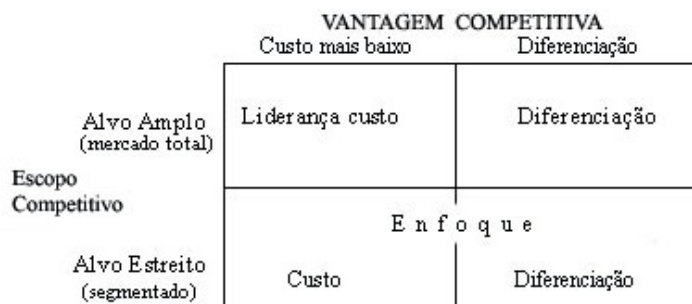 VANTAGEM COMPETITIVA
Custo mais baixo Diferenciação
Alvo Amplo
(mercado total)
Liderança custo Diferenciação
Escopo
Competitivo
Enfoque
Alvo Estreito
(segmentado)
Custo Diferenciação